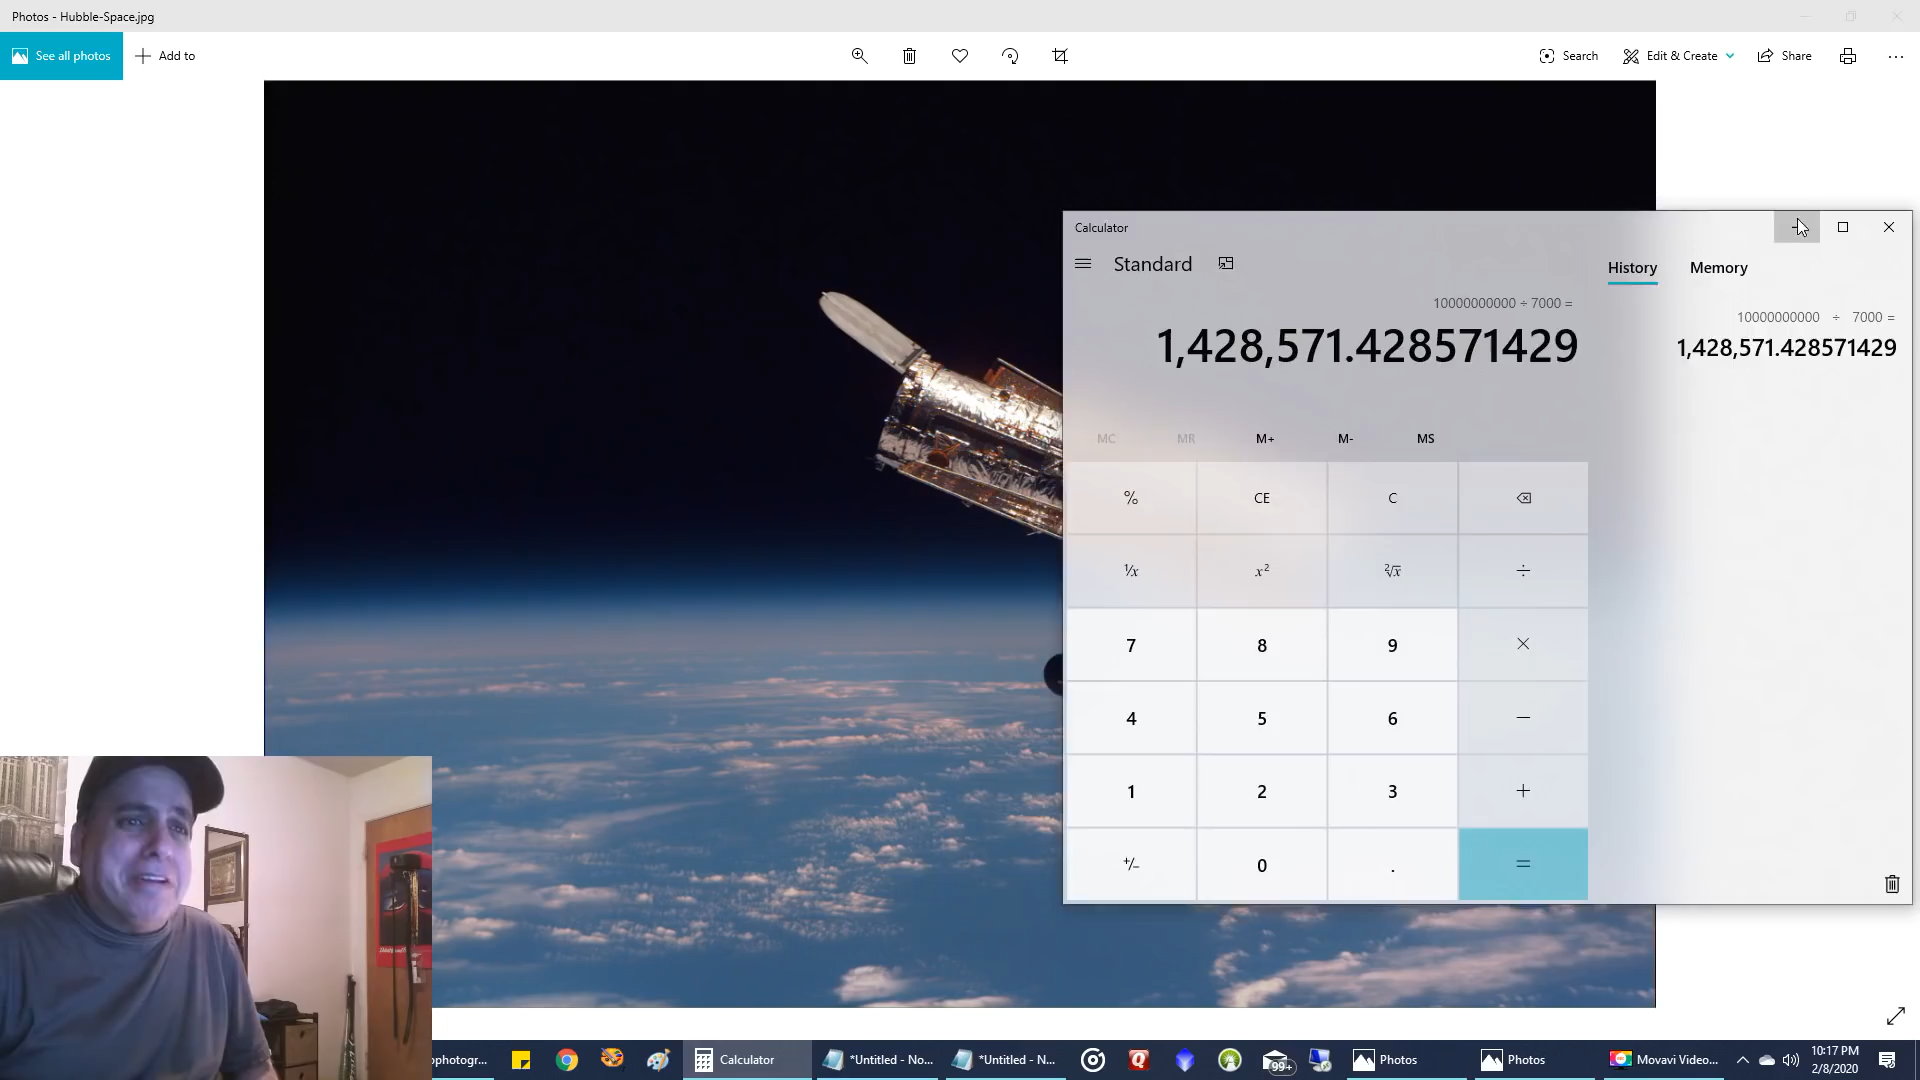 Photos - Hubble-Space.jpg
See all photos
Add to
Search
Edit & Create
Share
Calculator
Standard
History
Memory
10000000000 ÷ 7000 =
1,428,571.428571429
10000000000 ÷ 7000 =
1,428,571.428571429
MC MR M+ M- MS
% CE C
¹/x x² ²√x ÷
7 8 9 ×
4 5 6 −
1 2 3 +
+/− 0 . =
ophotogr...
Calculator
*Untitled - No...
*Untitled - N...
99+
Photos
Photos
Movavi Video...
10:17 PM
2/8/2020